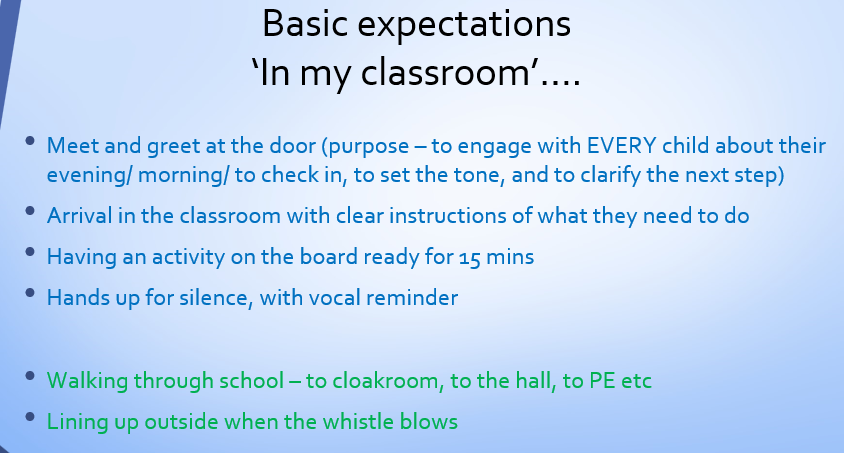 Basic expectations
‘In my classroom’....
• Meet and greet at the door (purpose – to engage with EVERY child about their
evening/ morning/ to check in, to set the tone, and to clarify the next step)
• Arrival in the classroom with clear instructions of what they need to do
• Having an activity on the board ready for 15 mins
• Hands up for silence, with vocal reminder
• Walking through school – to cloakroom, to the hall, to PE etc
• Lining up outside when the whistle blows